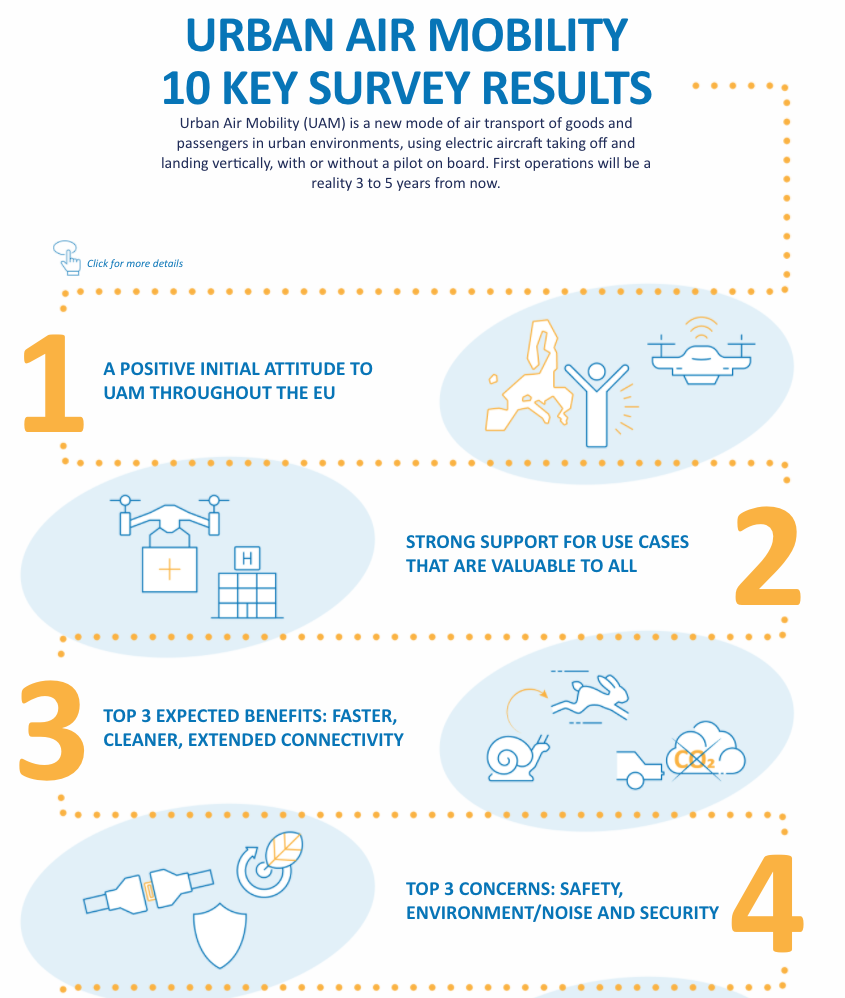 URBAN AIR MOBILITY
10 KEY SURVEY RESULTS
Urban Air Mobility (UAM) is a new mode of air transport of goods and
passengers in urban environments, using electric aircraft taking off and
landing vertically, with or without a pilot on board. First operations will be a
reality 3 to 5 years from now.
Click for more details
1
A POSITIVE INITIAL ATTITUDE TO
UAM THROUGHOUT THE EU
H
STRONG SUPPORT FOR USE CASES
THAT ARE VALUABLE TO ALL
2
3
TOP 3 EXPECTED BENEFITS: FASTER,
CLEANER, EXTENDED CONNECTIVITY
CO₂
TOP 3 CONCERNS: SAFETY,
ENVIRONMENT/NOISE AND SECURITY
4